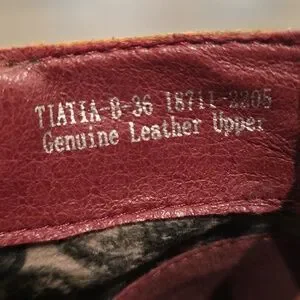 TIATIA-B-36 18711-2205
Genuine Leather Upper